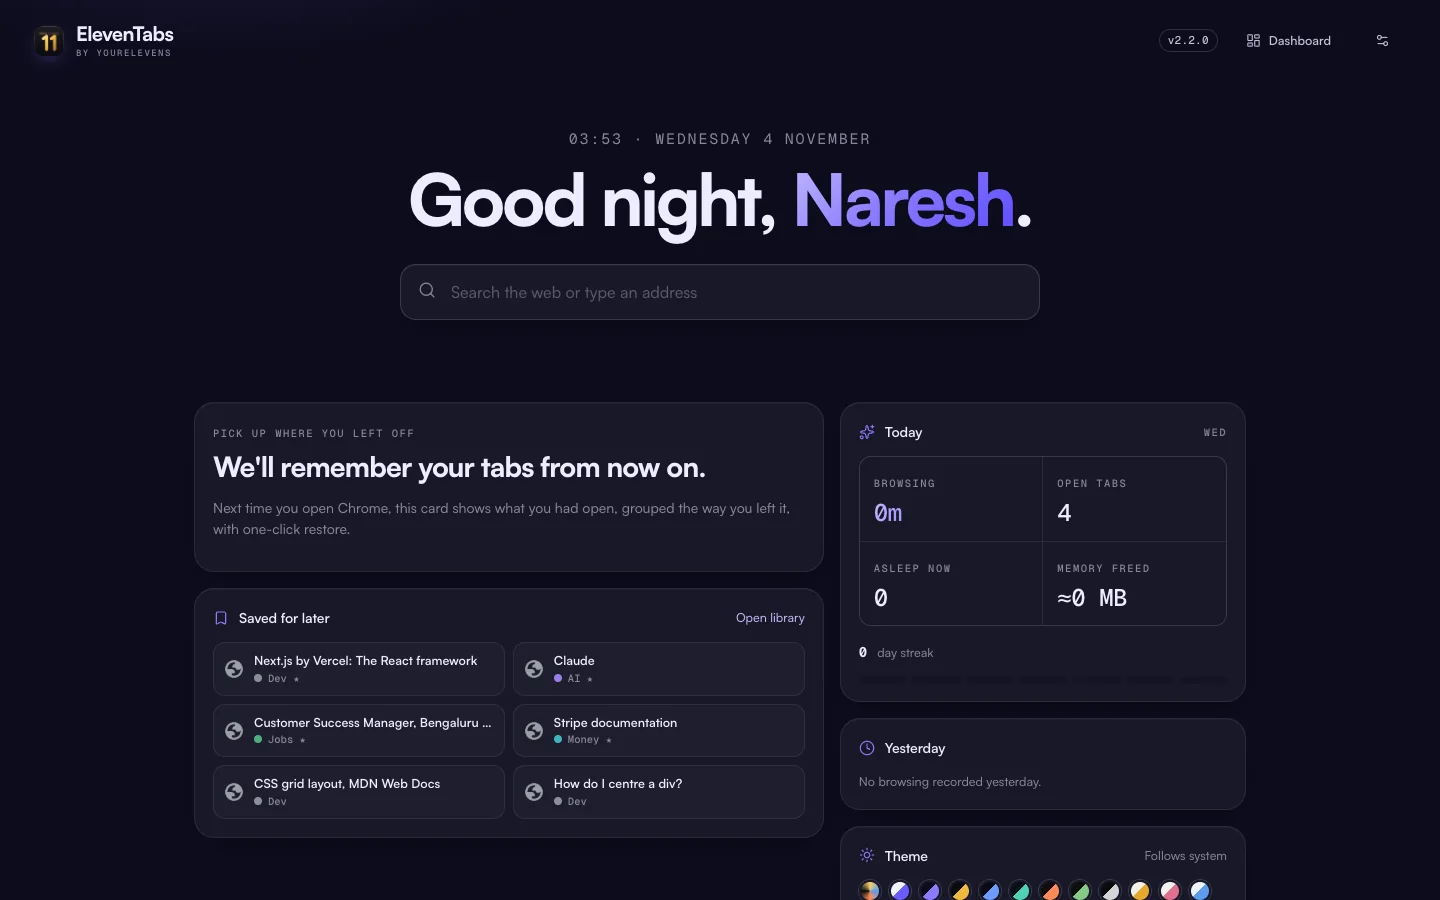 11
ElevenTabs
BY YOURELEVENS
v2.2.0
Dashboard
03:53 · WEDNESDAY 4 NOVEMBER
Good night, Naresh.
Search the web or type an address
PICK UP WHERE YOU LEFT OFF
We'll remember your tabs from now on.
Next time you open Chrome, this card shows what you had open, grouped the way you left it,
with one-click restore.
Saved for later
Open library
Next.js by Vercel: The React framework
Dev ★
Claude
AI ★
Customer Success Manager, Bengaluru ...
Jobs ★
Stripe documentation
Money ★
CSS grid layout, MDN Web Docs
Dev
How do I centre a div?
Dev
Today
WED
BROWSING
0m
OPEN TABS
4
ASLEEP NOW
0
MEMORY FREED
≈0 MB
0 day streak
Yesterday
No browsing recorded yesterday.
Theme
Follows system